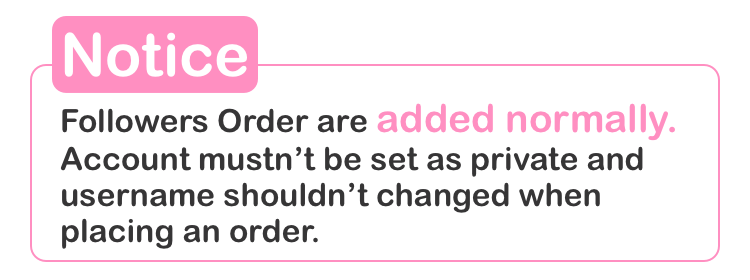 Notice
Followers Order are added normally.
Account mustn’t be set as private and
username shouldn’t changed when
placing an order.